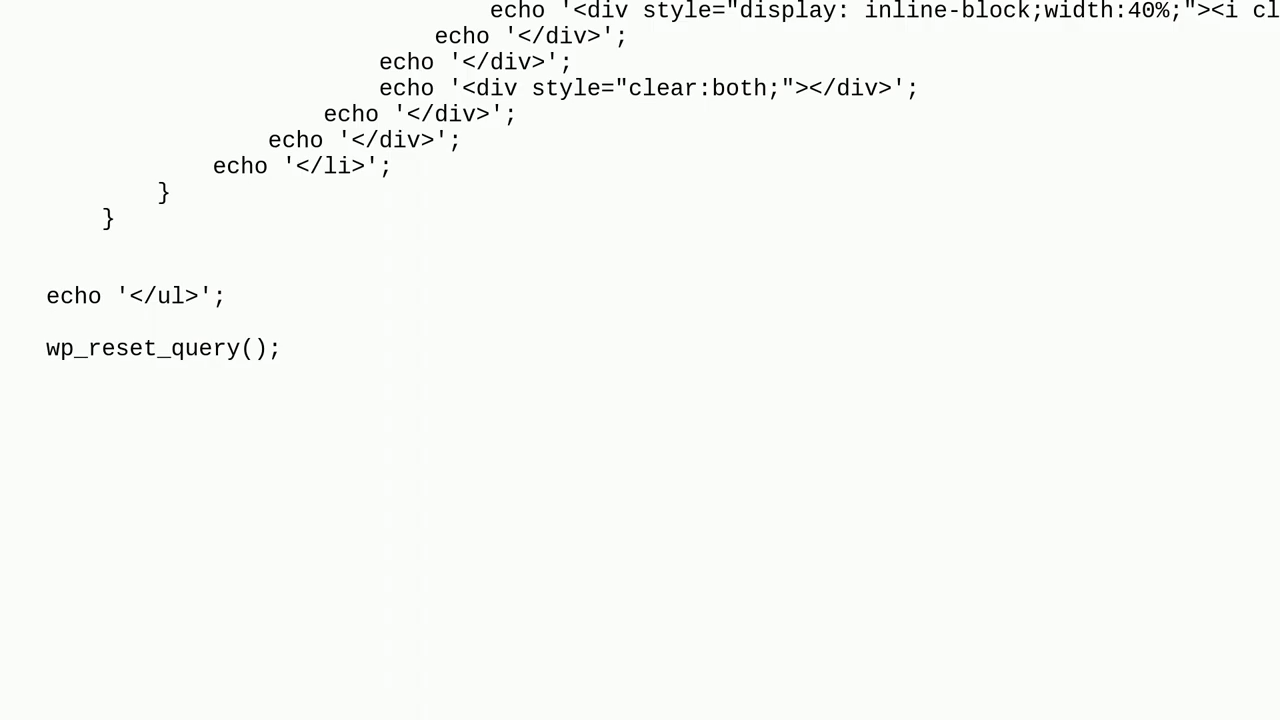 echo '<div style="display: inline-block;width:40%;"><i cl
echo '</div>';
echo '</div>';
echo '<div style="clear:both;"></div>';
echo '</div>';
echo '</div>';
echo '</li>';
}
}
echo '</ul>';
wp_reset_query();